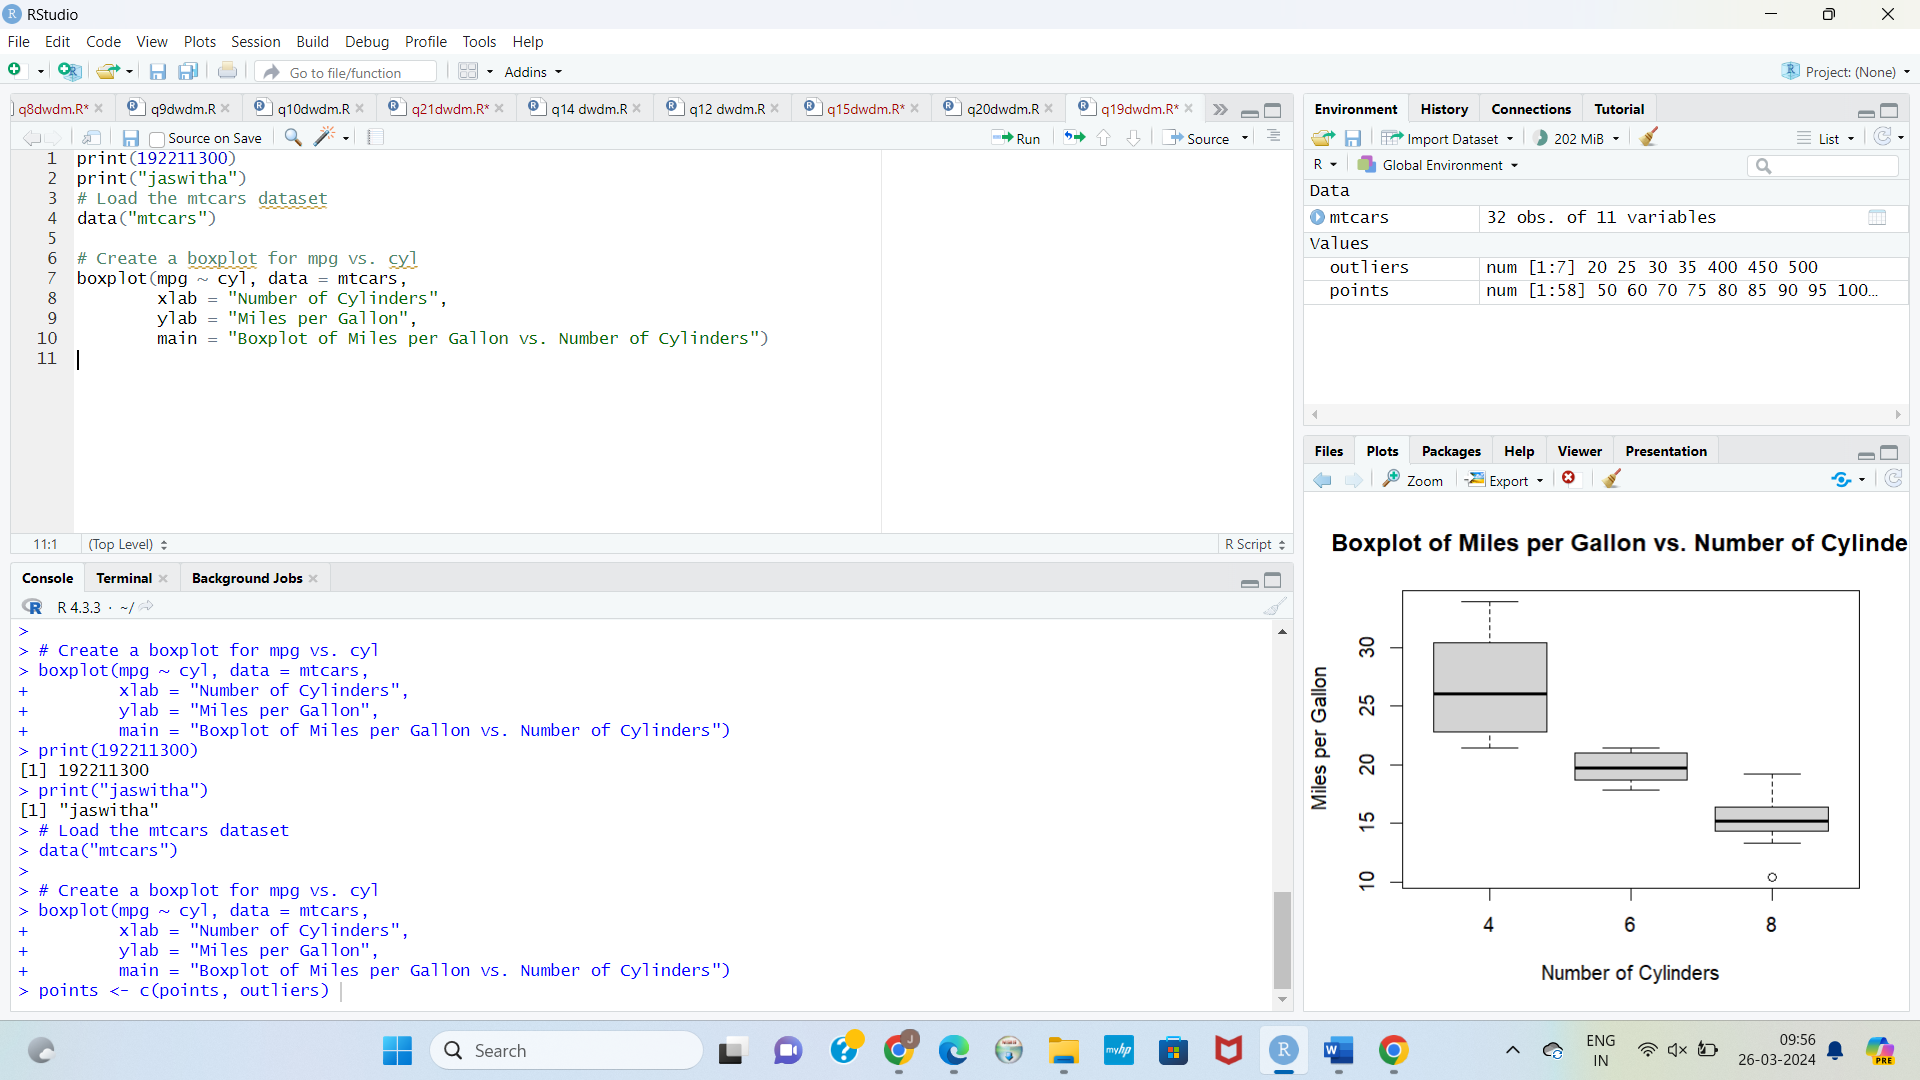 RStudio
File Edit Code View Plots Session Build Debug Profile Tools Help
Go to file/function Addins Project: (None)
q8dwdm.R* q9dwdm.R q10dwdm.R q21dwdm.R* q14 dwdm.R q12 dwdm.R q15dwdm.R* q20dwdm.R q19dwdm.R*
Source on Save Run Source
1 print(192211300)
2 print("jaswitha")
3 # Load the mtcars dataset
4 data("mtcars")
5
6 # Create a boxplot for mpg vs. cyl
7 boxplot(mpg ~ cyl, data = mtcars,
8 xlab = "Number of Cylinders",
9 ylab = "Miles per Gallon",
10 main = "Boxplot of Miles per Gallon vs. Number of Cylinders")
11
11:1 (Top Level) R Script
Console Terminal Background Jobs
R 4.3.3 · ~/
>
> # Create a boxplot for mpg vs. cyl
> boxplot(mpg ~ cyl, data = mtcars,
+ xlab = "Number of Cylinders",
+ ylab = "Miles per Gallon",
+ main = "Boxplot of Miles per Gallon vs. Number of Cylinders")
> print(192211300)
[1] 192211300
> print("jaswitha")
[1] "jaswitha"
> # Load the mtcars dataset
> data("mtcars")
>
> # Create a boxplot for mpg vs. cyl
> boxplot(mpg ~ cyl, data = mtcars,
+ xlab = "Number of Cylinders",
+ ylab = "Miles per Gallon",
+ main = "Boxplot of Miles per Gallon vs. Number of Cylinders")
> points <- c(points, outliers)
Environment History Connections Tutorial
Import Dataset 202 MiB List
R Global Environment
Data
mtcars 32 obs. of 11 variables
Values
outliers num [1:7] 20 25 30 35 400 450 500
points num [1:58] 50 60 70 75 80 85 90 95 100…
Files Plots Packages Help Viewer Presentation
Zoom Export
Boxplot of Miles per Gallon vs. Number of Cylinde
Miles per Gallon
30
25
20
15
10
4 6 8
Number of Cylinders
Search
myhp
J
W
PRE
ENG
IN
09:56
26-03-2024